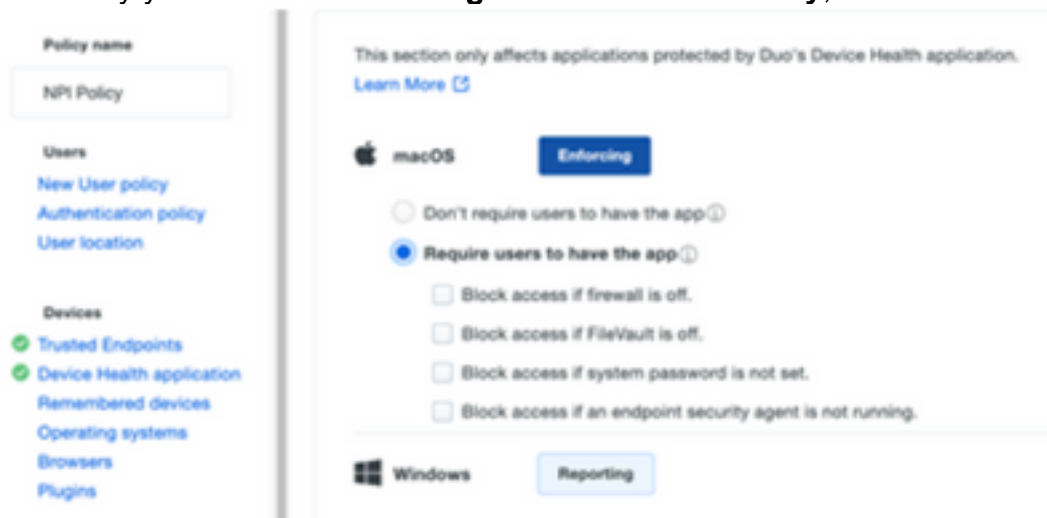 Policy name
NPI Policy
Users
New User policy
Authentication policy
User location
Devices
Trusted Endpoints
Device Health application
Remembered devices
Operating systems
Browsers
Plugins
This section only affects applications protected by Duo's Device Health application.
Learn More
macOS
Enforcing
Don't require users to have the app
Require users to have the app
Block access if firewall is off.
Block access if FileVault is off.
Block access if system password is not set.
Block access if an endpoint security agent is not running.
Windows
Reporting